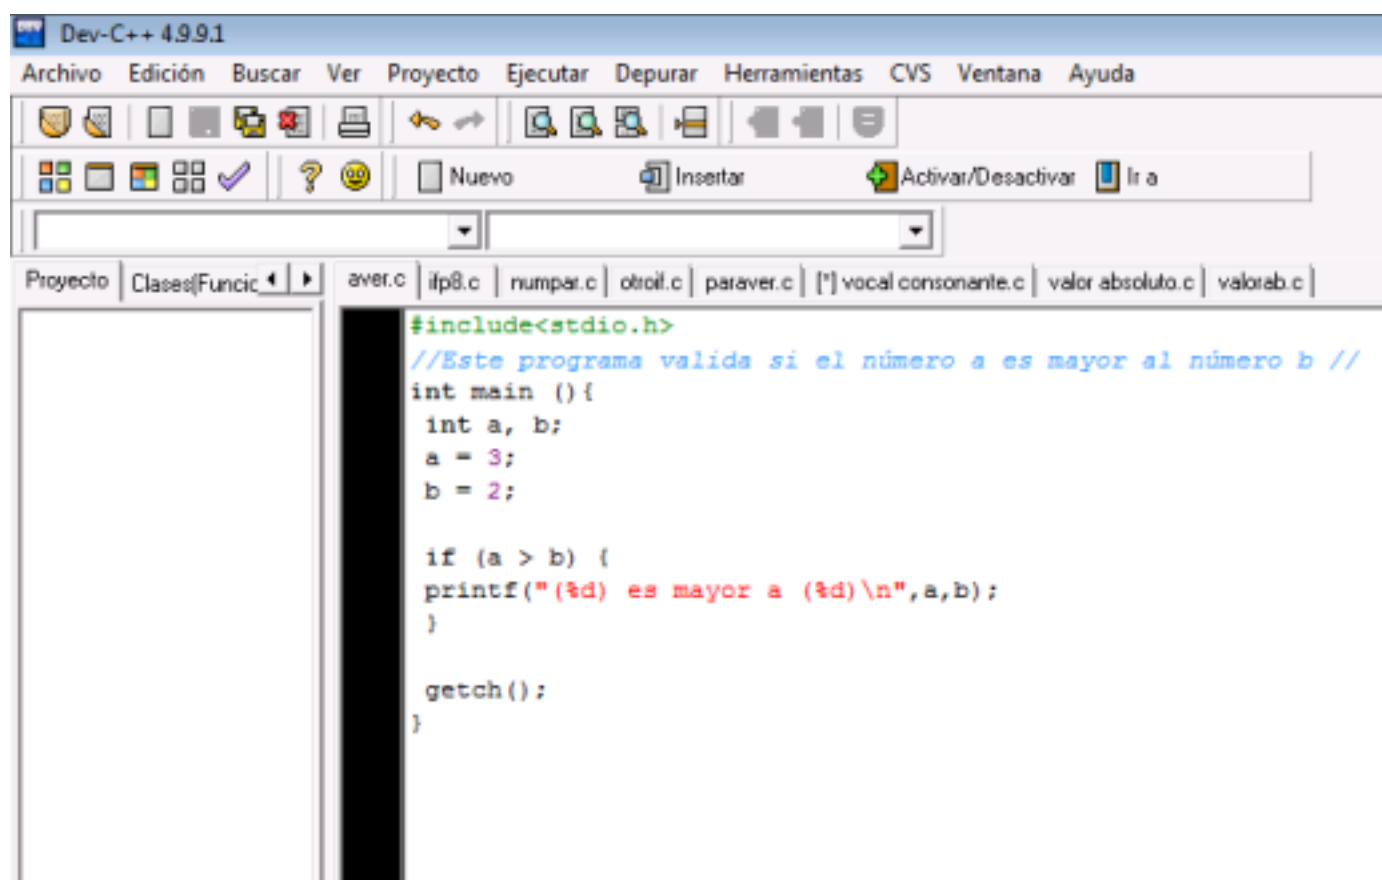 Dev-C++ 4.9.9.1
Archivo Edición Buscar Ver Proyecto Ejecutar Depurar Herramientas CVS Ventana Ayuda
Nuevo Insertar Activar/Desactivar Ir a
Proyecto Clases Funcio aver.c ifp8.c numpar.c otroif.c paraver.c [*] vocal consonante.c valor absoluto.c valorab.c
#include<stdio.h>
//Este programa valida si el número a es mayor al número b //
int main (){
int a, b;
a = 3;
b = 2;
if (a > b) {
printf("(%d) es mayor a (%d)\n",a,b);
}
getch();
}